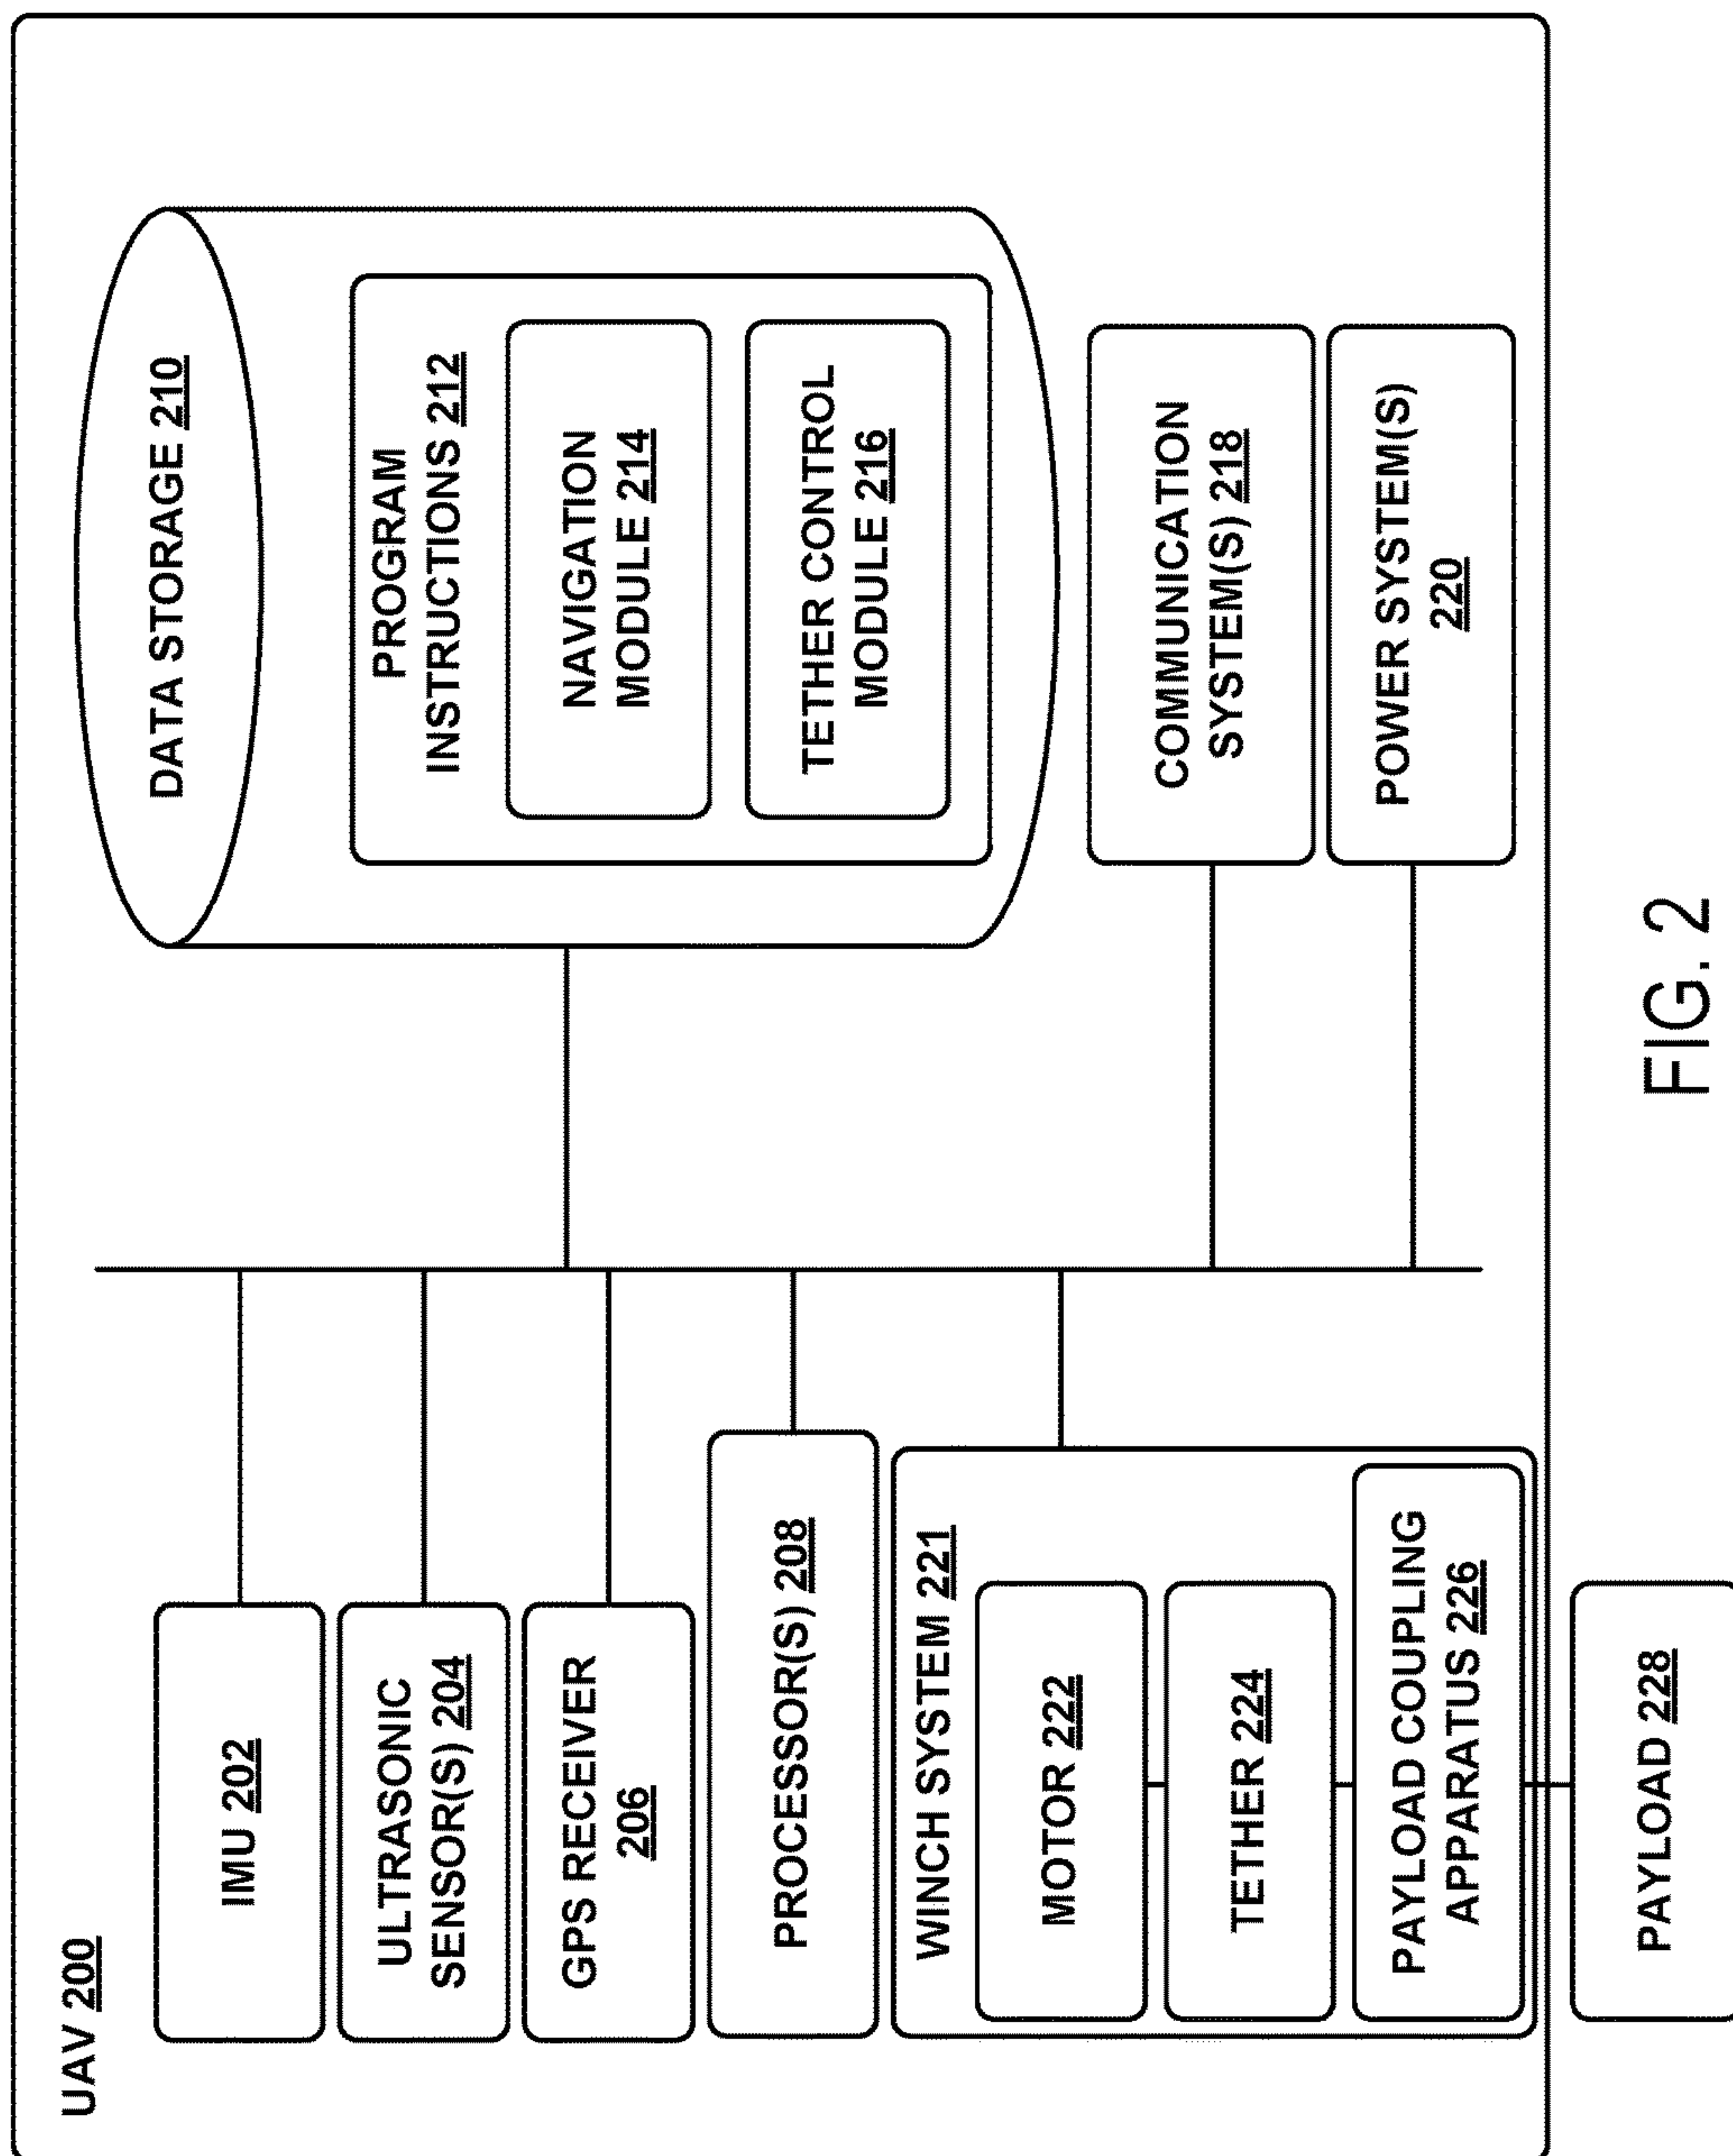 UAV 200
IMU 202
ULTRASONIC
SENSOR(S) 204
GPS RECEIVER
206
PROCESSOR(S) 208
WINCH SYSTEM 221
MOTOR 222
TETHER 224
PAYLOAD COUPLING
APPARATUS 226
PAYLOAD 228
DATA STORAGE 210
PROGRAM
INSTRUCTIONS 212
NAVIGATION
MODULE 214
TETHER CONTROL
MODULE 216
COMMUNICATION
SYSTEM(S) 218
POWER SYSTEM(S)
220
FIG. 2